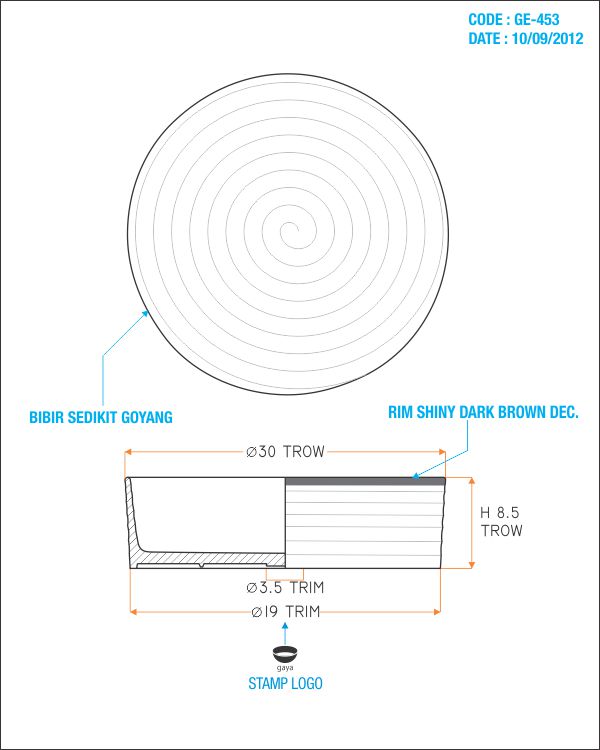 CODE : GE-453
DATE : 10/09/2012
BIBIR SEDIKIT GOYANG
RIM SHINY DARK BROWN DEC.
∅30 TROW
H 8.5
TROW
∅3.5 TRIM
∅19 TRIM
gaya
STAMP LOGO